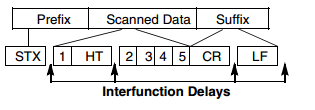 Prefix Scanned Data Suffix
STX 1 HT 2 3 4 5 CR LF
Interfunction Delays